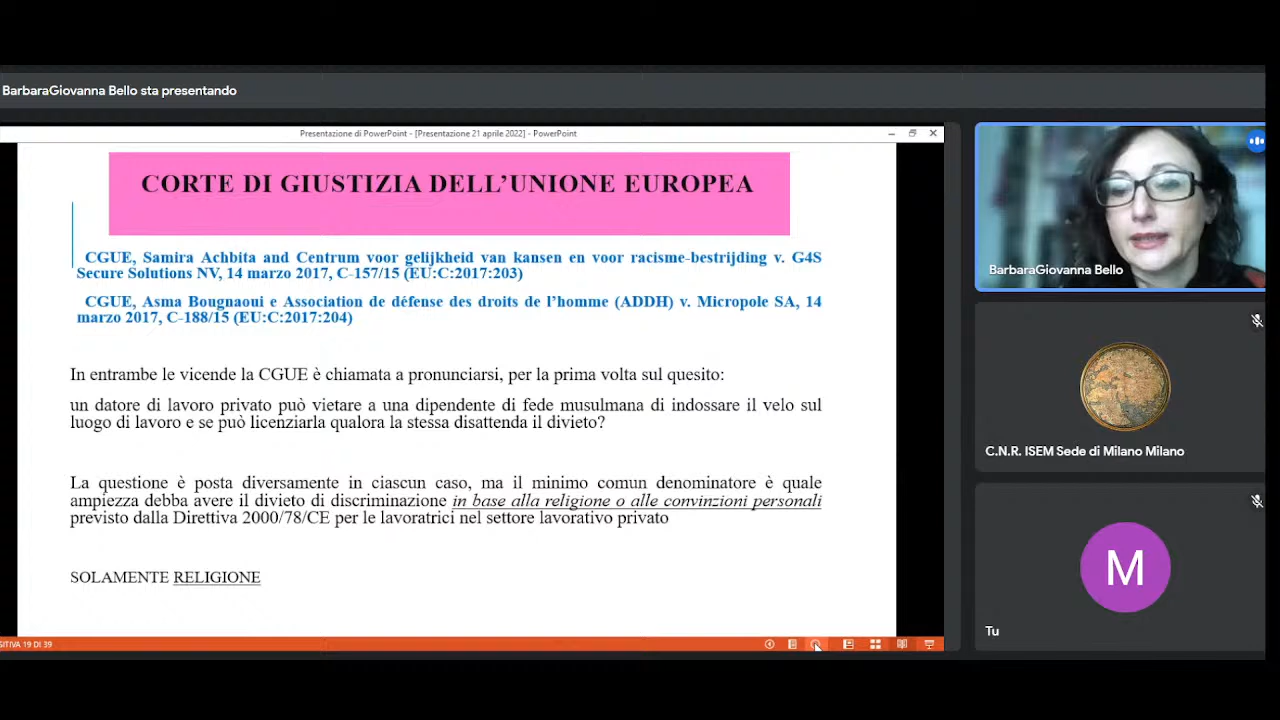 BarbaraGiovanna Bello sta presentando
Presentazione di PowerPoint - [Presentazione 21 aprile 2022] - PowerPoint
CORTE DI GIUSTIZIA DELL’UNIONE EUROPEA
CGUE, Samira Achbita and Centrum voor gelijkheid van kansen en voor racisme-bestrijding v. G4S
Secure Solutions NV, 14 marzo 2017, C-157/15 (EU:C:2017:203)
CGUE, Asma Bougnaoui e Association de défense des droits de l’homme (ADDH) v. Micropole SA, 14
marzo 2017, C-188/15 (EU:C:2017:204)
In entrambe le vicende la CGUE è chiamata a pronunciarsi, per la prima volta sul quesito:
un datore di lavoro privato può vietare a una dipendente di fede musulmana di indossare il velo sul
luogo di lavoro e se può licenziarla qualora la stessa disattenda il divieto?
La questione è posta diversamente in ciascun caso, ma il minimo comun denominatore è quale
ampiezza debba avere il divieto di discriminazione in base alla religione o alle convinzioni personali
previsto dalla Direttiva 2000/78/CE per le lavoratrici nel settore lavorativo privato
SOLAMENTE RELIGIONE
SITIVA 19 DI 39
BarbaraGiovanna Bello
C.N.R. ISEM Sede di Milano Milano
M
Tu